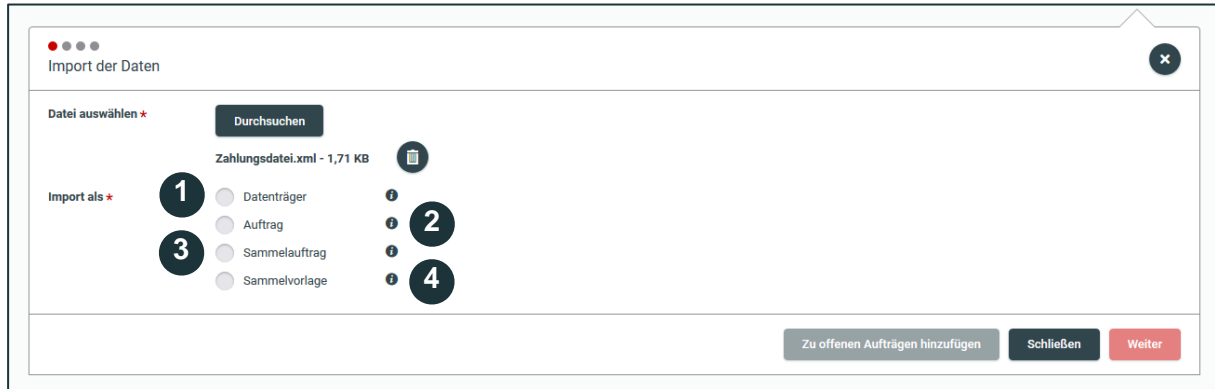 Import der Daten
Datei auswählen *
Durchsuchen
Zahlungsdatei.xml - 1,71 KB
Import als *
1
Datenträger
i
Auftrag
i
2
3
Sammelauftrag
i
Sammelvorlage
i
4
Zu offenen Aufträgen hinzufügen
Schließen
Weiter